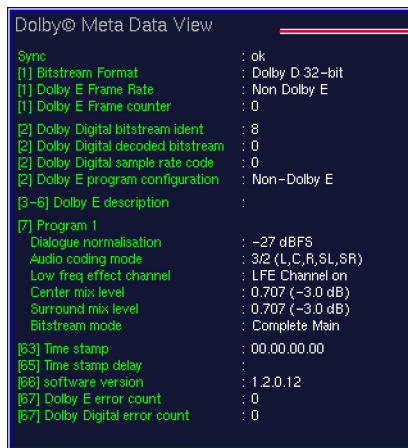 Dolby© Meta Data View
Sync : ok
[1] Bitstream Format : Dolby D 32-bit
[1] Dolby E Frame Rate : Non Dolby E
[1] Dolby E Frame counter : 0
[2] Dolby Digital bitstream ident : 8
[2] Dolby Digital decoded bitstream : 0
[2] Dolby Digital sample rate code : 0
[2] Dolby E program configuration : Non-Dolby E
[3-6] Dolby E description :
[7] Program 1
Dialogue normalisation : -27 dBFS
Audio coding mode : 3/2 (L,C,R,SL,SR)
Low freq effect channel : LFE Channel on
Center mix level : 0.707 (-3.0 dB)
Surround mix level : 0.707 (-3.0 dB)
Bitstream mode : Complete Main
[63] Time stamp : 00.00.00.00
[65] Time stamp delay :
[66] software version : 1.2.0.12
[67] Dolby E error count : 0
[67] Dolby Digital error count : 0